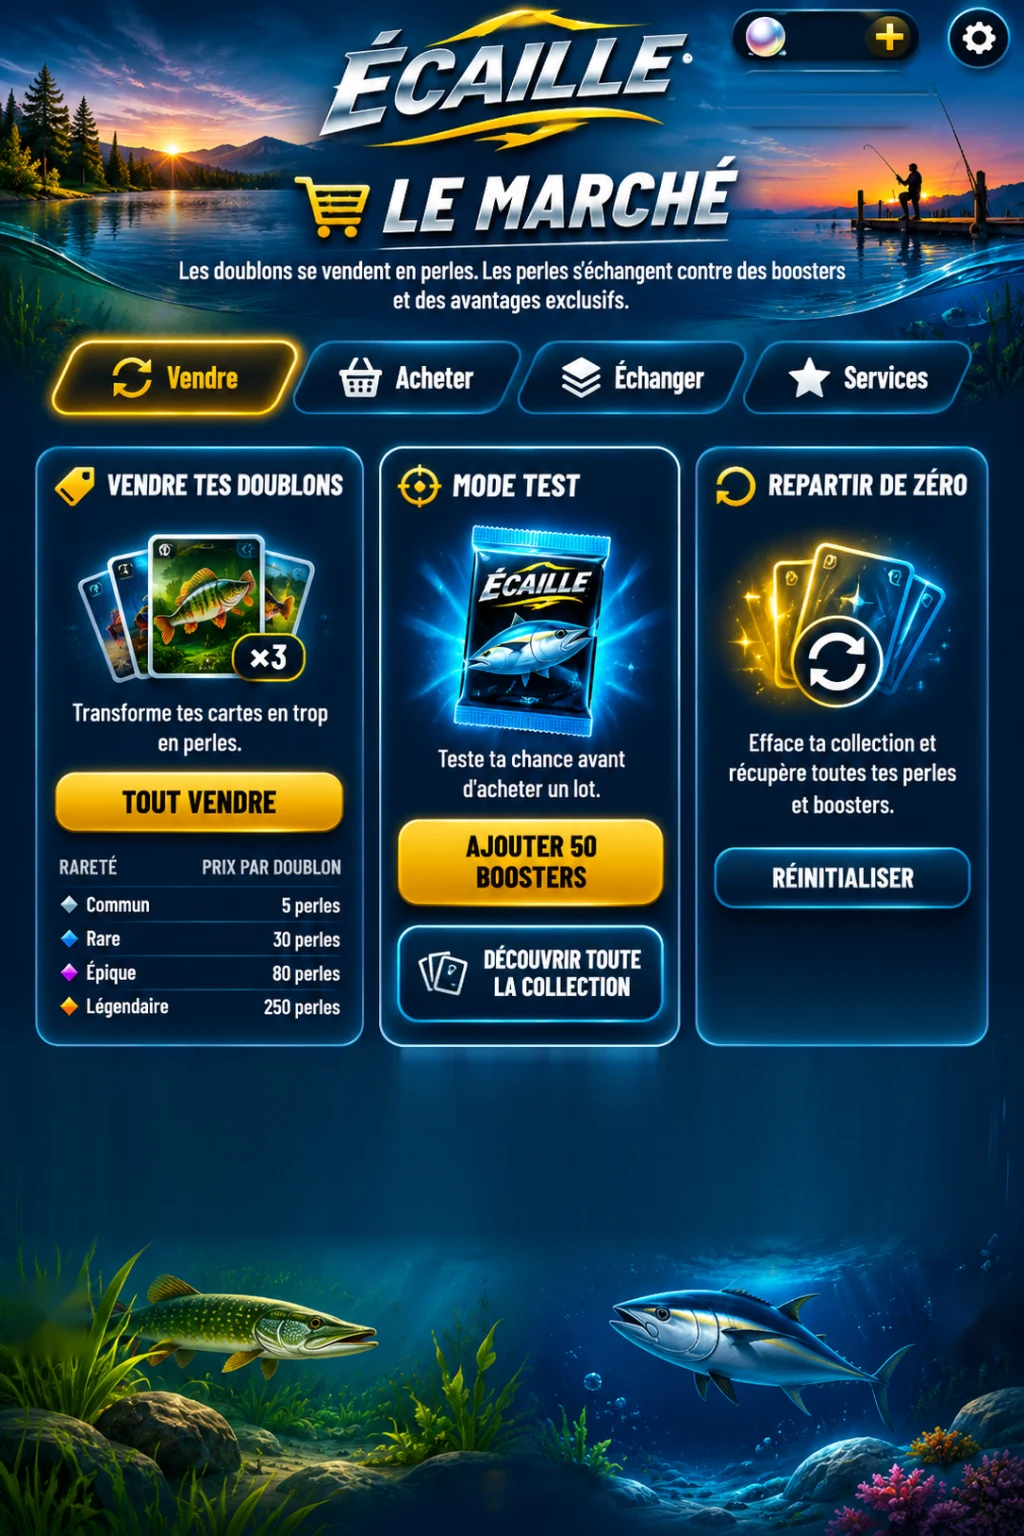 ÉCAILLE
LE MARCHÉ
Les doublons se vendent en perles. Les perles s'échangent contre des boosters
et des avantages exclusifs.
Vendre
Acheter
Échanger
Services
VENDRE TES DOUBLONS
×3
Transforme tes cartes en trop
en perles.
TOUT VENDRE
RARETÉ PRIX PAR DOUBLON
Commun 5 perles
Rare 30 perles
Épique 80 perles
Légendaire 250 perles
MODE TEST
ÉCAILLE
Teste ta chance avant
d'acheter un lot.
AJOUTER 50
BOOSTERS
DÉCOUVRIR TOUTE
LA COLLECTION
REPARTIR DE ZÉRO
Efface ta collection et
récupère toutes tes perles
et boosters.
RÉINITIALISER